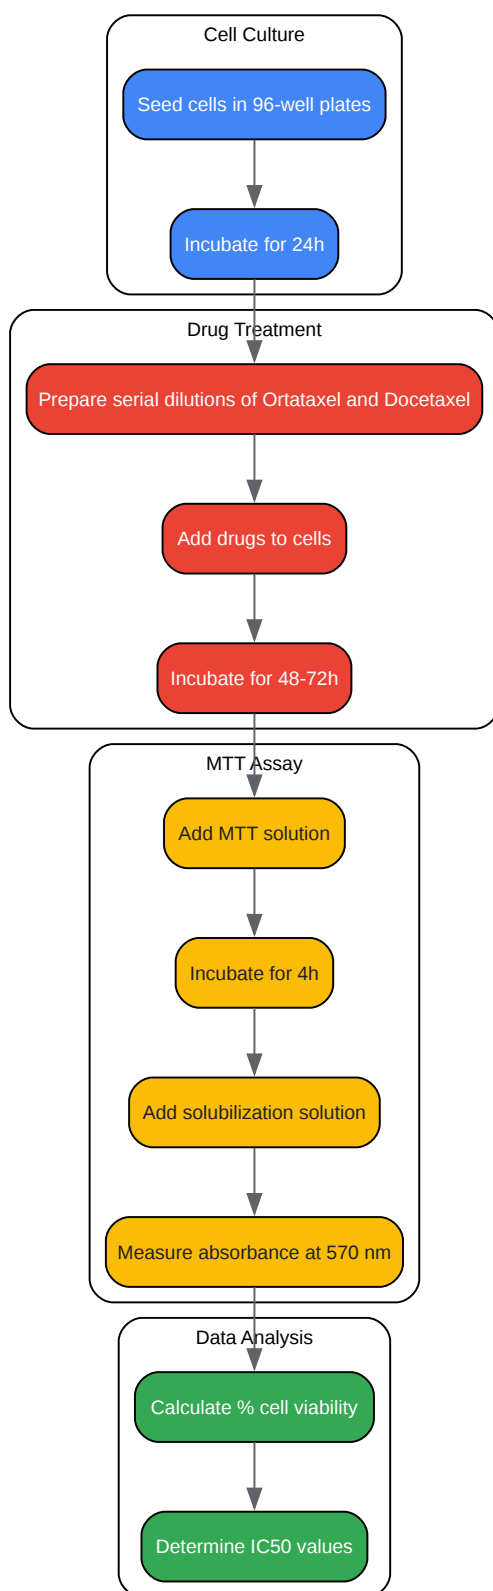 Cell Culture
Seed cells in 96-well plates
Incubate for 24h
Drug Treatment
Prepare serial dilutions of Ortataxel and Docetaxel
Add drugs to cells
Incubate for 48-72h
MTT Assay
Add MTT solution
Incubate for 4h
Add solubilization solution
Measure absorbance at 570 nm
Data Analysis
Calculate % cell viability
Determine IC50 values